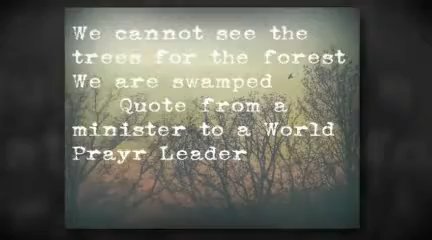 We cannot see the
trees for the forest
We are swamped
Quote from a
minister to a World
Prayr Leader